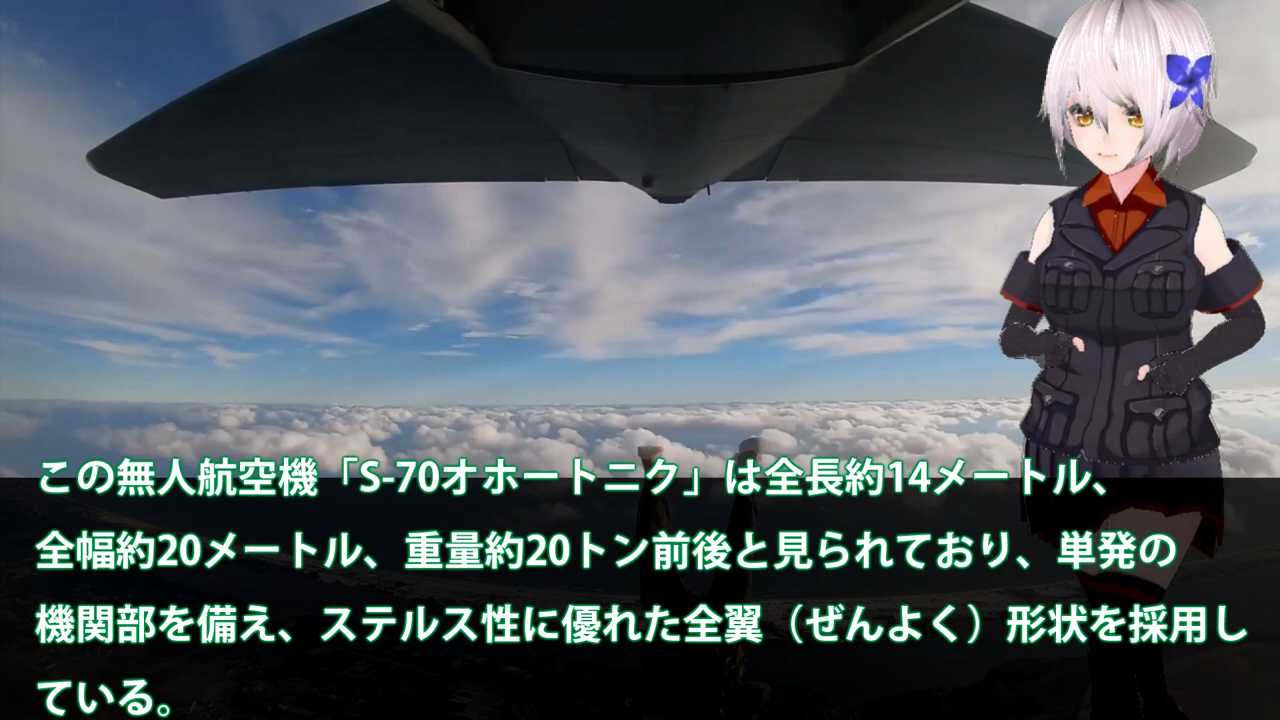 この無人航空機「S-70オホートニク」は全長約14メートル、
全幅約20メートル、重量約20トン前後と見られており、単発の
機関部を備え、ステルス性に優れた全翼（ぜんよく）形状を採用し
ている。